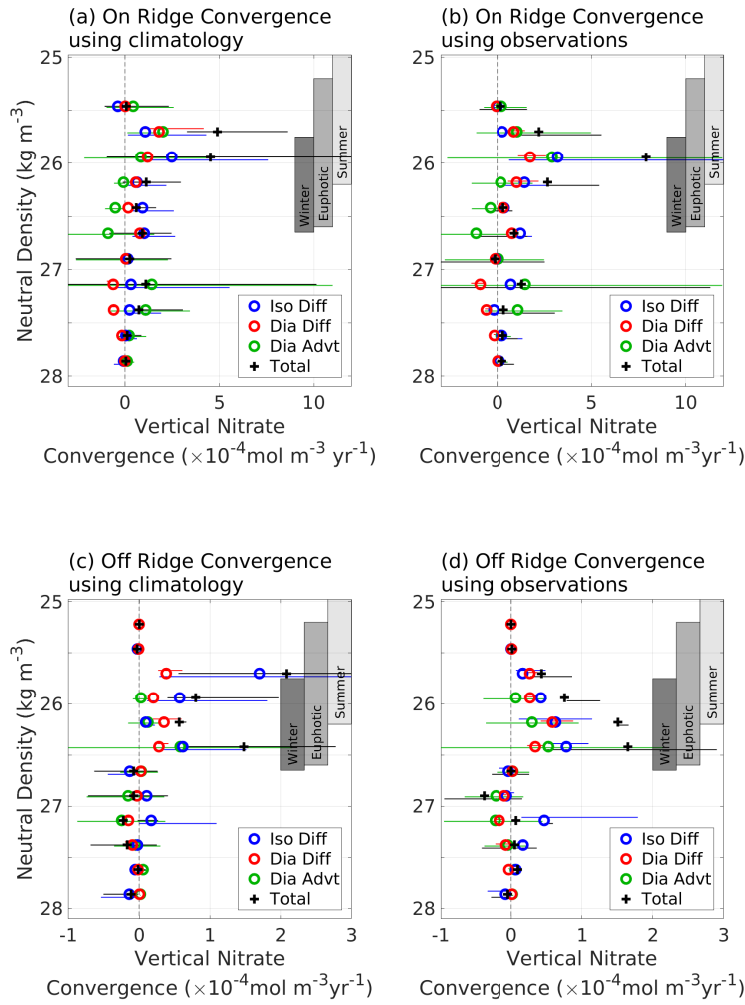 (a) On Ridge Convergence
using climatology
25
26
27
28
Neutral Density (kg m-3)
Winter
Euphotic
Summer
Iso Diff
Dia Diff
Dia Advt
Total
0
5
10
Vertical Nitrate
Convergence (×10-4mol m-3 yr-1)
(b) On Ridge Convergence
using observations
25
26
27
28
Winter
Euphotic
Summer
Iso Diff
Dia Diff
Dia Advt
Total
0
5
10
Vertical Nitrate
Convergence (×10-4mol m-3yr-1)
(c) Off Ridge Convergence
using climatology
25
26
27
28
Neutral Density (kg m-3)
Winter
Euphotic
Summer
Iso Diff
Dia Diff
Dia Advt
Total
-1
0
1
2
3
Vertical Nitrate
Convergence (×10-4mol m-3yr-1)
(d) Off Ridge Convergence
using observations
25
26
27
28
Winter
Euphotic
Summer
Iso Diff
Dia Diff
Dia Advt
Total
-1
0
1
2
3
Vertical Nitrate
Convergence (×10-4mol m-3yr-1)